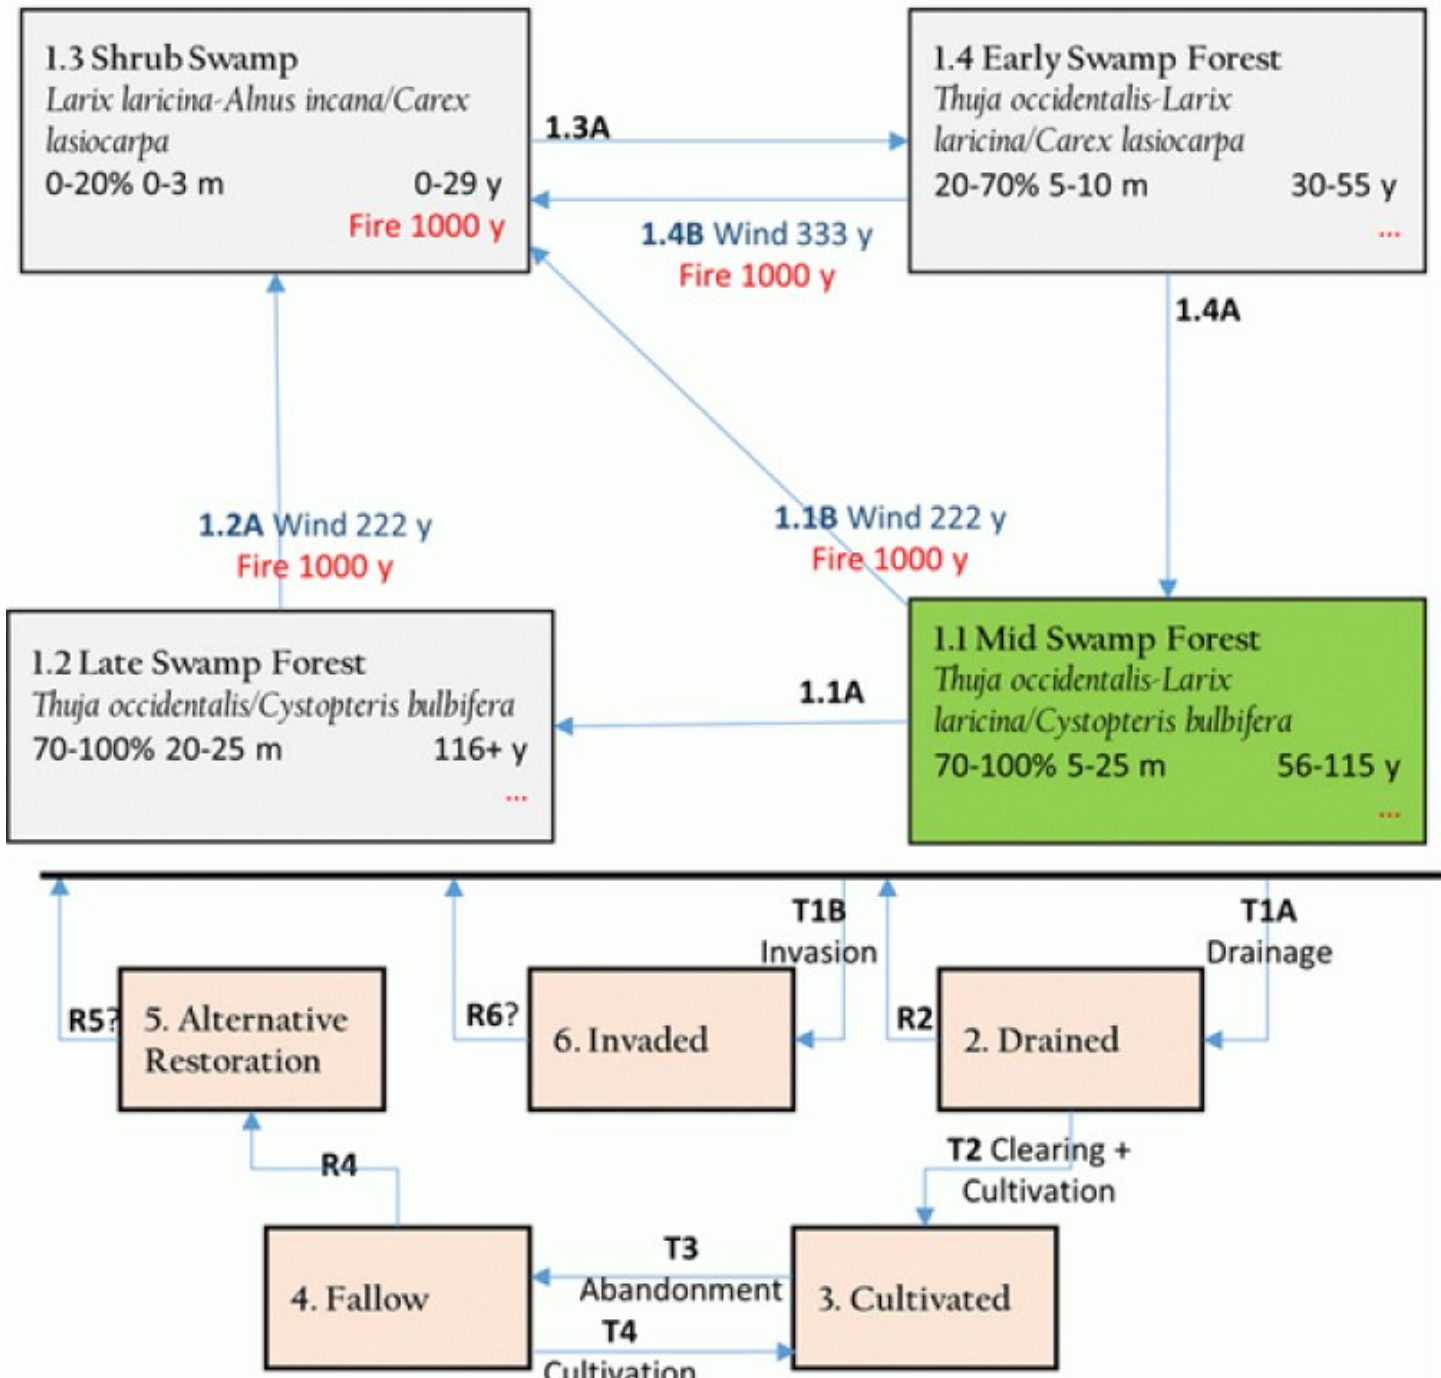 1.3 Shrub Swamp
Larix laricina-Alnus incana/Carex
lasiocarpa
0-20% 0-3 m 0-29 y
Fire 1000 y
1.3A
1.4 Early Swamp Forest
Thuja occidentalis-Larix
laricina/Carex lasiocarpa
20-70% 5-10 m 30-55 y
...
1.4B Wind 333 y
Fire 1000 y
1.4A
1.2A Wind 222 y
Fire 1000 y
1.1B Wind 222 y
Fire 1000 y
1.2 Late Swamp Forest
Thuja occidentalis/Cystopteris bulbifera
70-100% 20-25 m 116+ y
...
1.1A
1.1 Mid Swamp Forest
Thuja occidentalis-Larix
laricina/Cystopteris bulbifera
70-100% 5-25 m 56-115 y
...
T1B
Invasion
T1A
Drainage
R5?
5. Alternative
Restoration
R6?
6. Invaded
R2
2. Drained
R4
T2 Clearing +
Cultivation
4. Fallow
T3
Abandonment
T4
Cultivation
3. Cultivated